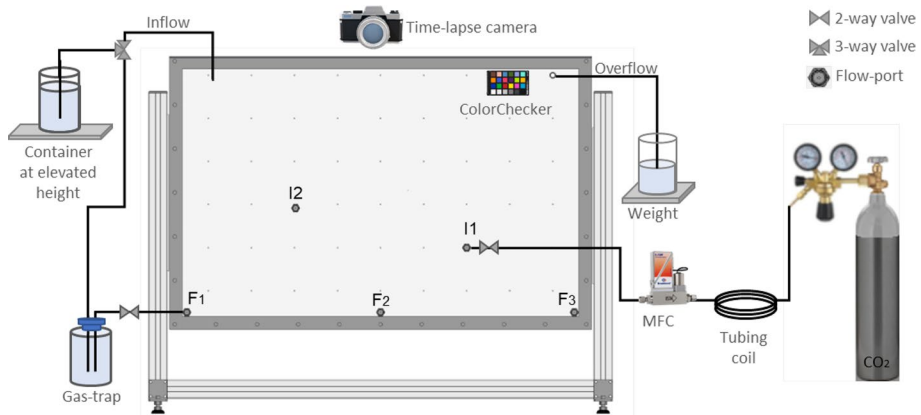 Inflow
Time-lapse camera
2-way valve
3-way valve
Flow-port
Overflow
ColorChecker
Container
at elevated
height
I2
Weight
I1
F1
F2
F3
MFC
Tubing
coil
CO₂
Gas-trap